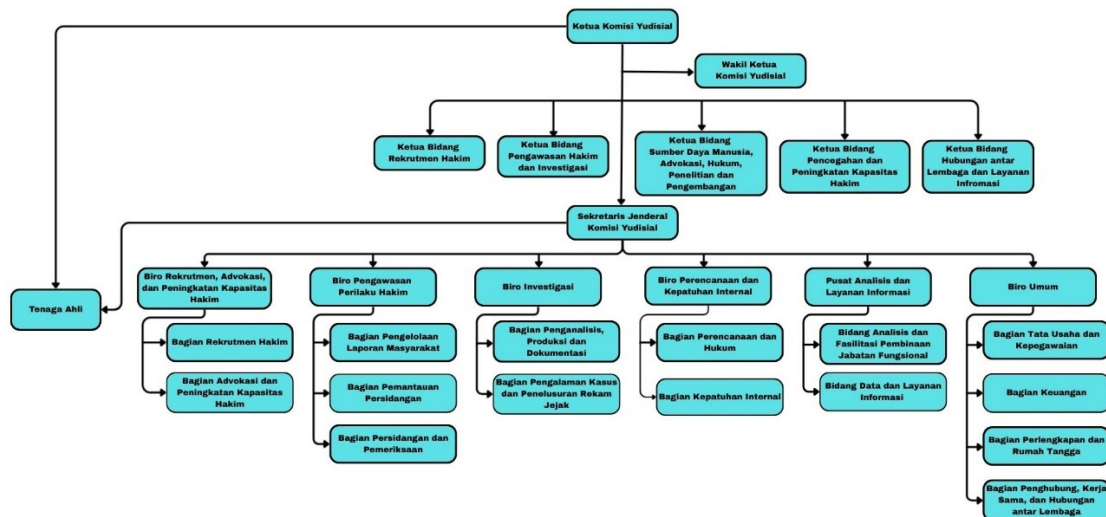 Ketua Komisi Yudisial
Wakil Ketua
Komisi Yudisial
Ketua Bidang
Rekrutmen Hakim
Ketua Bidang
Pengawasan Hakim
dan Investigasi
Ketua Bidang
Sumber Daya Manusia,
Advokasi, Hukum,
Penelitian dan
Pengembangan
Ketua Bidang
Pencegahan dan
Peningkatan Kapasitas
Hakim
Ketua Bidang
Hubungan antar
Lembaga dan Layanan
Infromasi
Sekretaris Jenderal
Komisi Yudisial
Tenaga Ahli
Biro Rekrutmen, Advokasi,
dan Peningkatan Kapasitas
Hakim
Bagian Rekrutmen Hakim
Bagian Advokasi dan
Peningkatan Kapasitas
Hakim
Biro Pengawasan
Perilaku Hakim
Bagian Pengelolaan
Laporan Masyarakat
Bagian Pemantauan
Persidangan
Bagian Persidangan dan
Pemeriksaan
Biro Investigasi
Bagian Penganalisis,
Produksi dan
Dokumentasi
Bagian Pengalaman Kasus
dan Penelusuran Rekam
Jejak
Biro Perencanaan dan
Kepatuhan Internal
Bagian Perencanaan dan
Hukum
Bagian Kepatuhan Internal
Pusat Analisis dan
Layanan Informasi
Bidang Analisis dan
Fasilitasi Pembinaan
Jabatan Fungsional
Bidang Data dan Layanan
Informasi
Biro Umum
Bagian Tata Usaha dan
Kepegawaian
Bagian Keuangan
Bagian Perlengkapan dan
Rumah Tangga
Bagian Penghubung, Kerja
Sama, dan Hubungan
antar Lembaga